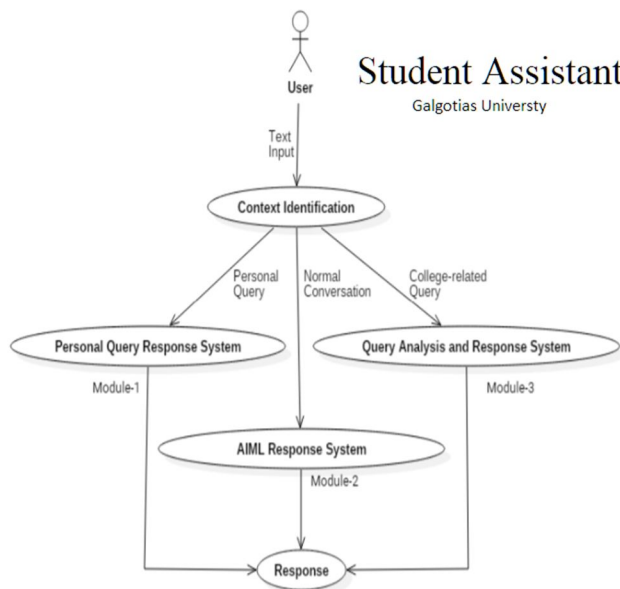 Student Assistant
Galgotias Universty
User
Text
Input
Context Identification
Personal
Query
Normal
Conversation
College-related
Query
Personal Query Response System
Query Analysis and Response System
Module-1
Module-3
AIML Response System
Module-2
Response